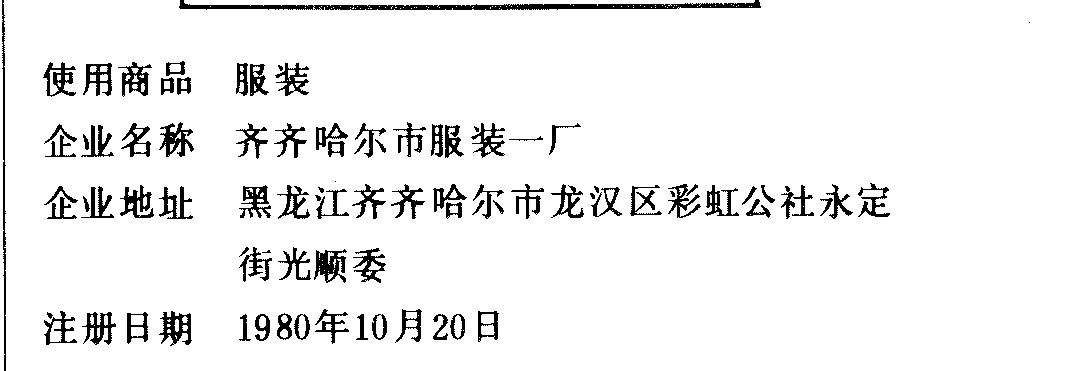 使用商品 服装
企业名称 齐齐哈尔市服装一厂
企业地址 黑龙江齐齐哈尔市龙汉区彩虹公社永定
街光顺委
注册日期 1980年10月20日